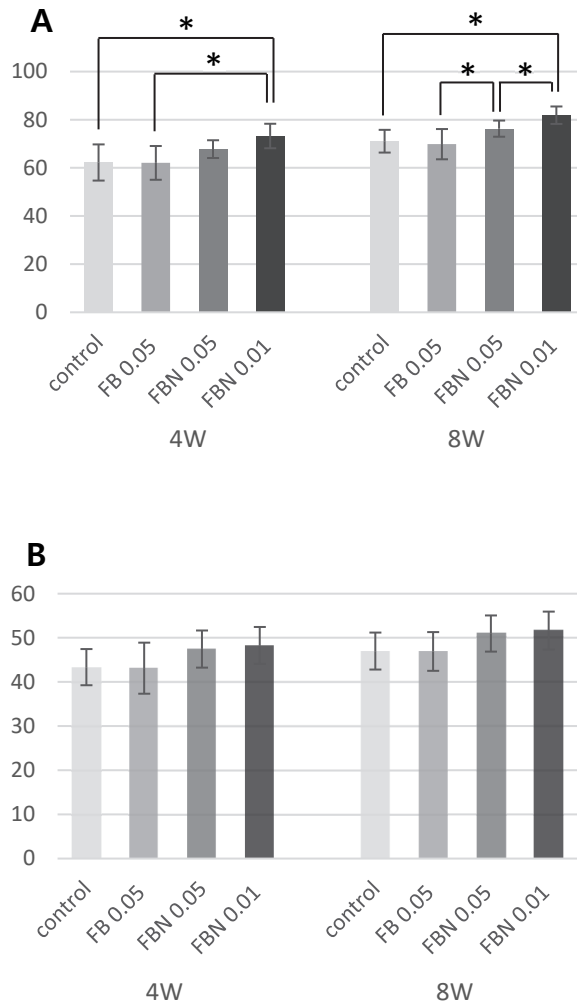 A
*
*
*
*
*
100
80
60
40
20
0
control
FB 0.05
FBN 0.05
FBN 0.01
control
FB 0.05
FBN 0.05
FBN 0.01
4W
8W
B
60
50
40
30
20
10
0
control
FB 0.05
FBN 0.05
FBN 0.01
control
FB 0.05
FBN 0.05
FBN 0.01
4W
8W